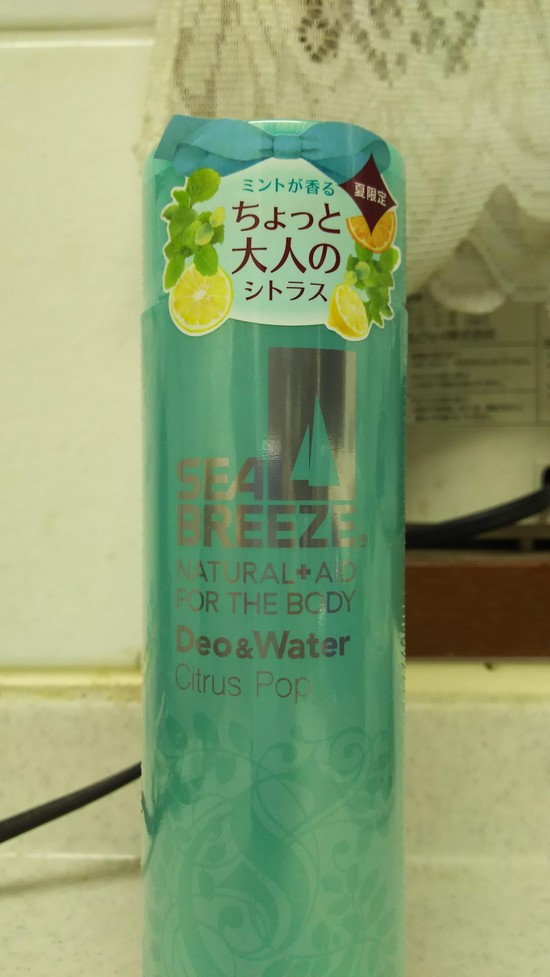 ミントが香る
夏限定
ちょっと
大人の
シトラス
SEA
BREEZE®
NATURAL+AID
FOR THE BODY
Deo&Water
Citrus Pop